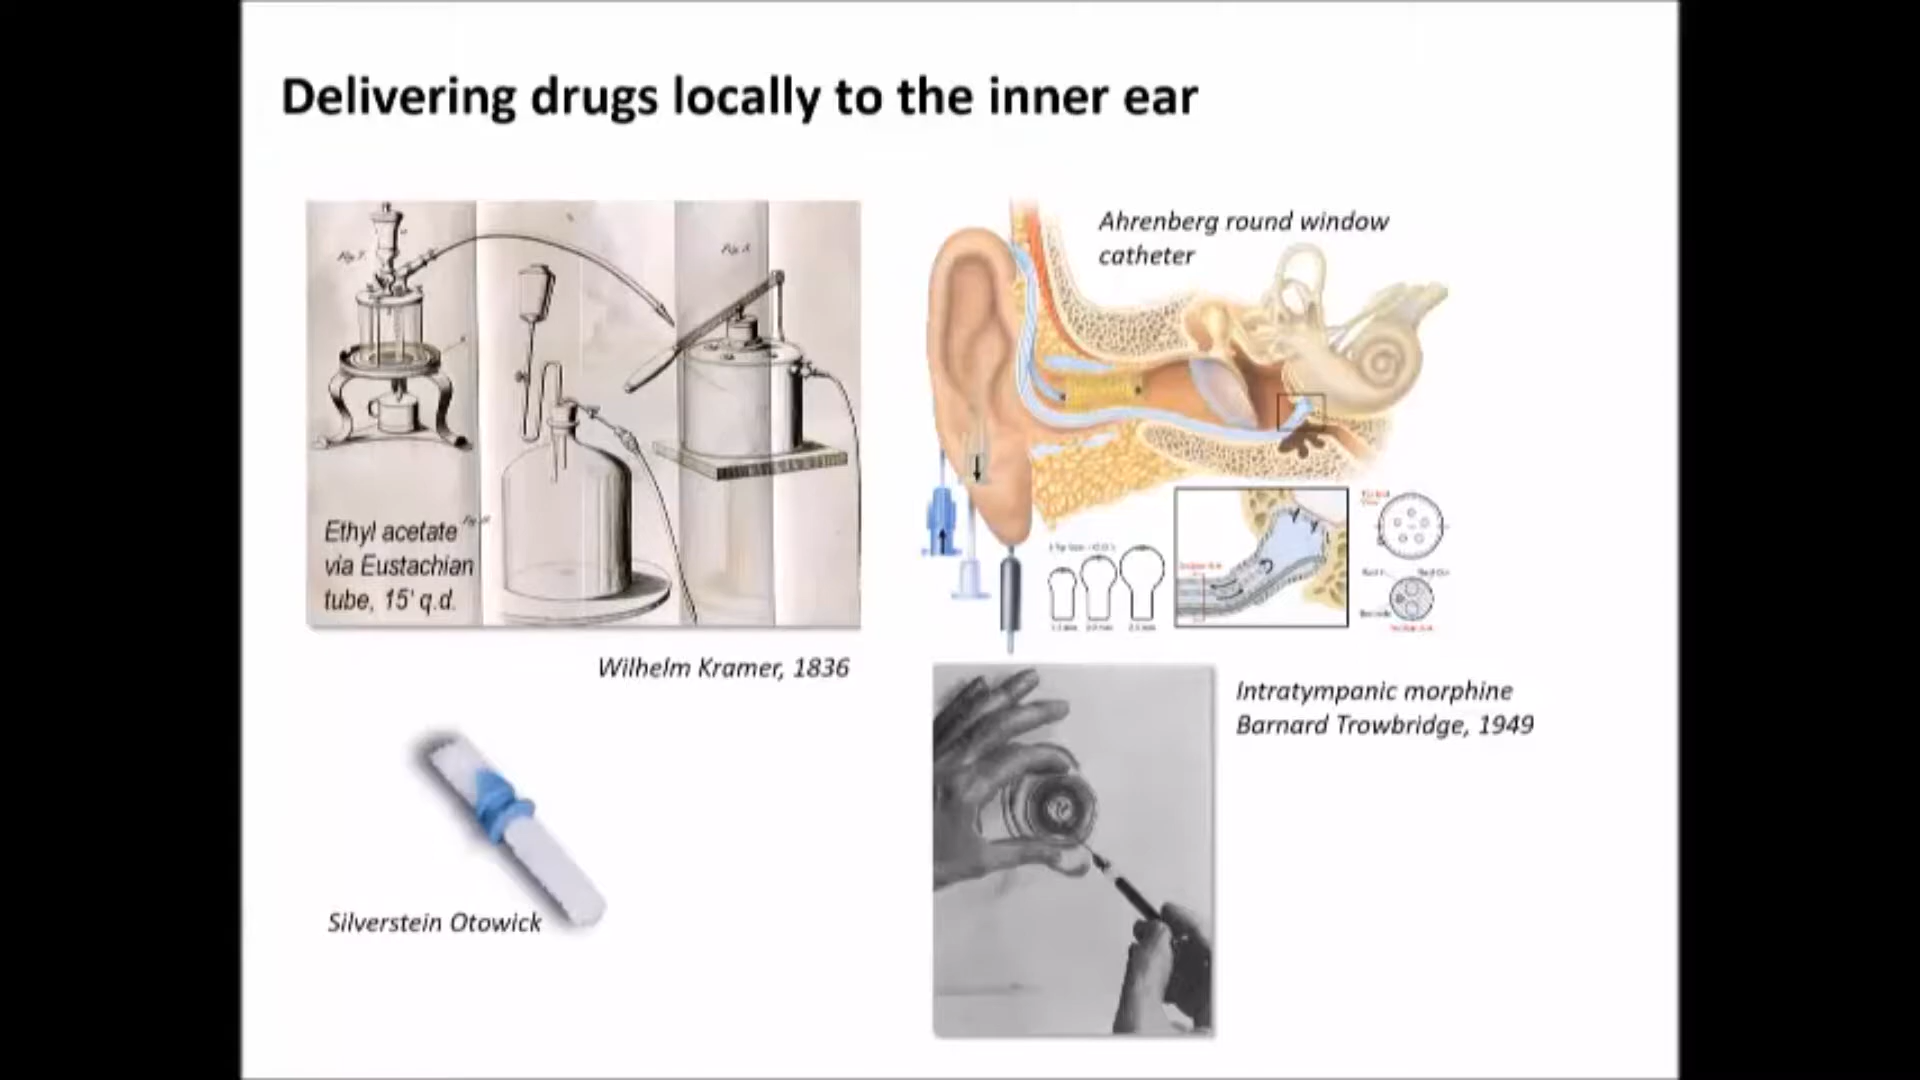 Delivering drugs locally to the inner ear
Ethyl acetate
via Eustachian
tube, 15' q.d.
Wilhelm Kramer, 1836
Ahrenberg round window
catheter
Intratympanic morphine
Barnard Trowbridge, 1949
Silverstein Otowick